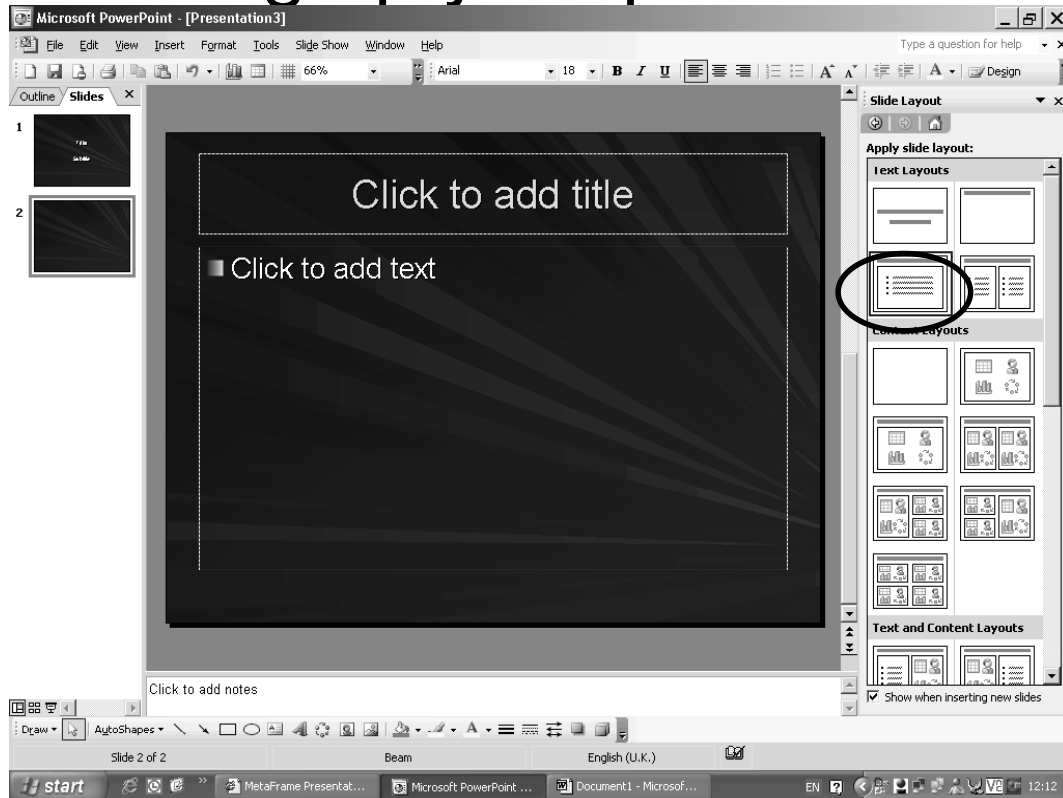 Microsoft PowerPoint - [Presentation3]
File Edit View Insert Format Tools Slide Show Window Help Type a question for help
66% Arial 18 B I U A A A Design
Outline Slides
Slide Layout
Apply slide layout:
Text Layouts
1
Title
2
Click to add title
Click to add text
Content Layouts
Text and Content Layouts
Show when inserting new slides
Click to add notes
Draw AutoShapes A
Slide 2 of 2 Beam English (U.K.)
start MetaFrame Presentat... Microsoft PowerPoint ... Document1 - Microsof... EN 12:12